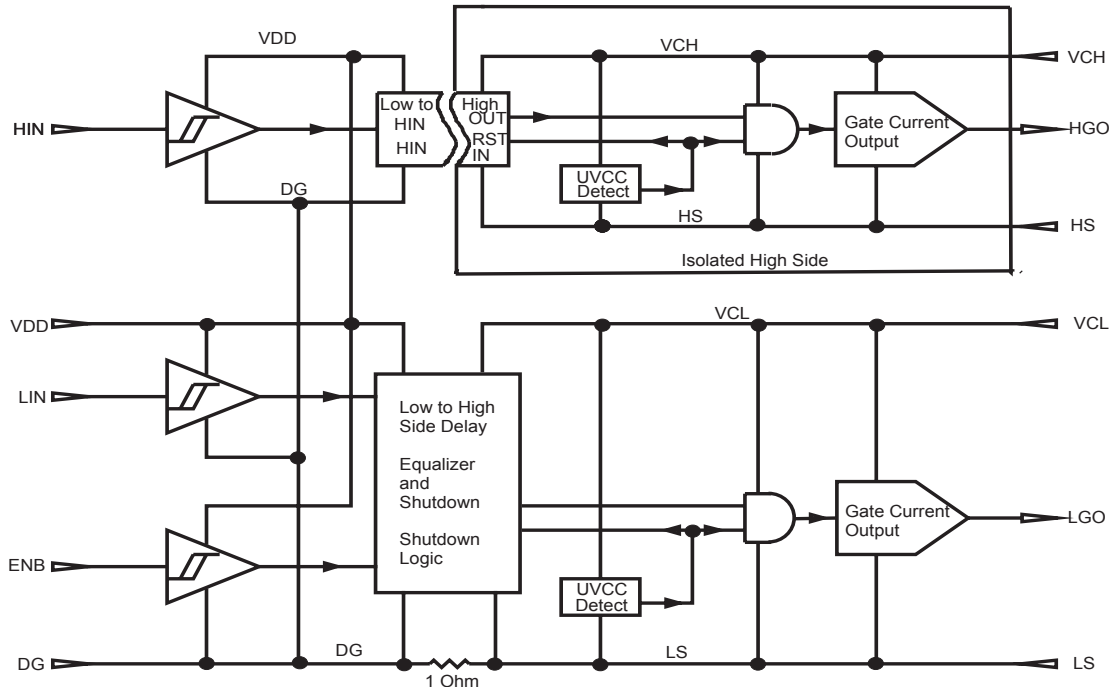 VDD
VCH
VCH
HIN
Low to
HIN
HIN
High
OUT
RST
IN
Gate Current
Output
HGO
UVCC
Detect
DG
HS
HS
Isolated High Side
VDD
VCL
VCL
LIN
Low to High
Side Delay
Equalizer
and
Shutdown
Shutdown
Logic
Gate Current
Output
LGO
ENB
UVCC
Detect
DG
DG
LS
LS
1 Ohm